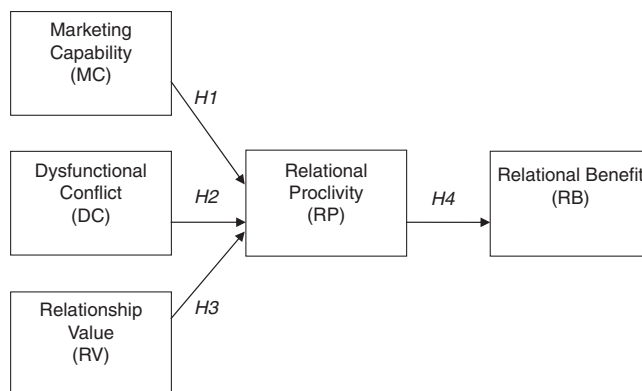 Marketing
Capability
(MC)
H1
Dysfunctional
Conflict
(DC)
H2
Relational
Proclivity
(RP)
H4
Relational Benefit
(RB)
Relationship
Value
(RV)
H3